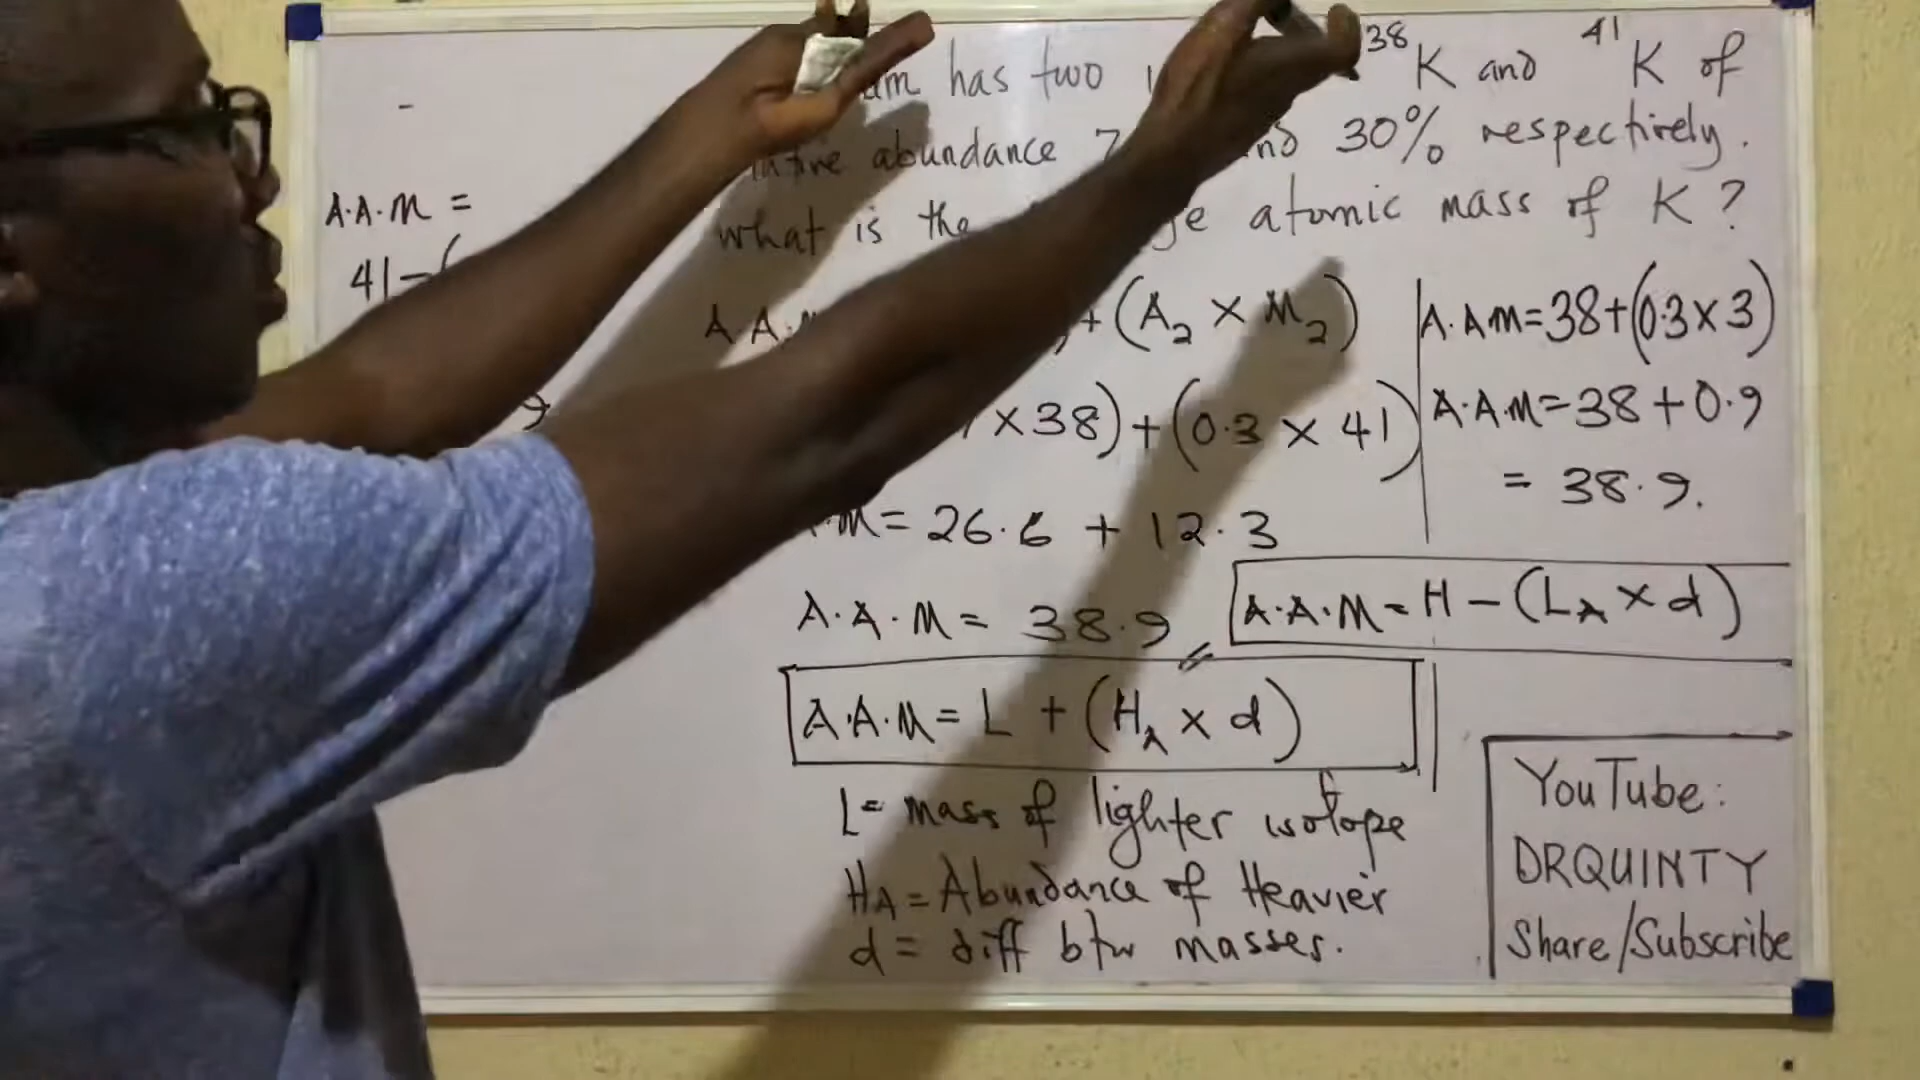 has two 38K and 41K of
abundance 30% respectively.
what is the atomic mass of K?
A.A.M =
41-(
+(A2 × M2)
× 38) + (0.3 × 41)
M = 26.6 + 12.3
A.A.M = 38.9
A.A.M = L + (HA × d)
L = mass of lighter isotope
HA = Abundance of Heavier
d = diff btw masses.
A.A.M = 38 + (0.3 × 3)
A.A.M = 38 + 0.9
= 38.9.
A.A.M = H - (LA × d)
YouTube:
DRQUINTY
Share/Subscribe